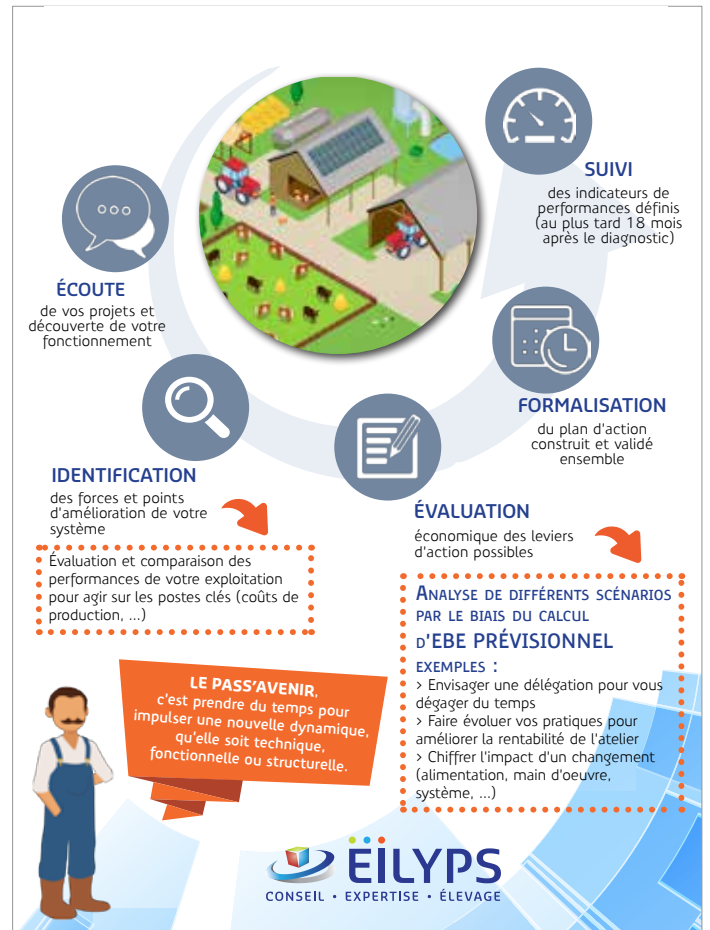 ÉCOUTE
de vos projets et
découverte de votre
fonctionnement
IDENTIFICATION
des forces et points
d'amélioration de votre
système
Évaluation et comparaison des
performances de votre exploitation
pour agir sur les postes clés (coûts de
production, ...)
ÉVALUATION
économique des leviers
d'action possibles
ANALYSE DE DIFFÉRENTS SCÉNARIOS
PAR LE BIAIS DU CALCUL
D'EBE PRÉVISIONNEL
EXEMPLES :
> Envisager une délégation pour vous
dégager du temps
> Faire évoluer vos pratiques pour
améliorer la rentabilité de l'atelier
> Chiffrer l'impact d'un changement
(alimentation, main d'oeuvre,
système, ...)
FORMALISATION
du plan d'action
construit et validé
ensemble
SUIVI
des indicateurs de
performances définis
(au plus tard 18 mois
après le diagnostic)
LE PASS'AVENIR,
c'est prendre du temps pour
impulser une nouvelle dynamique,
qu'elle soit technique,
fonctionnelle ou structurelle.
EILYPS
CONSEIL • EXPERTISE • ÉLEVAGE